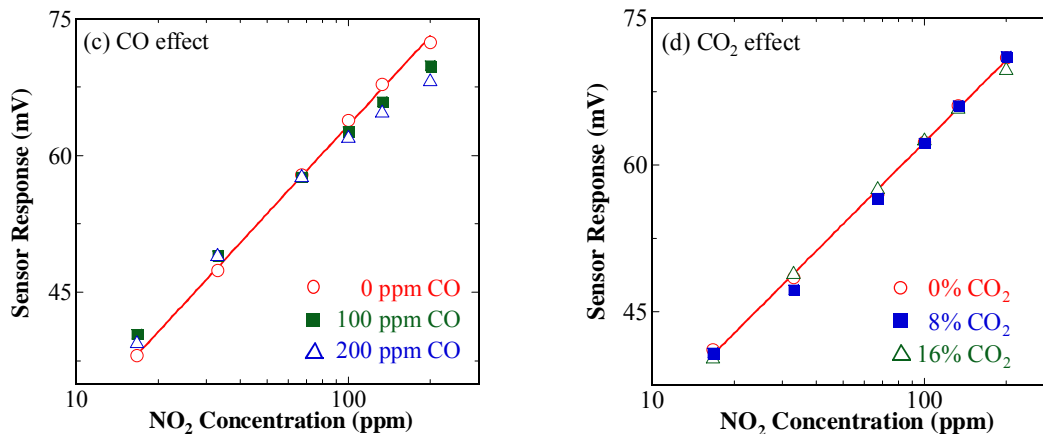 (c) CO effect
75
60
45
Sensor Response (mV)
0 ppm CO
100 ppm CO
200 ppm CO
10
100
NO₂ Concentration (ppm)
(d) CO₂ effect
75
60
45
Sensor Response (mV)
0% CO₂
8% CO₂
16% CO₂
10
100
NO₂ Concentration (ppm)